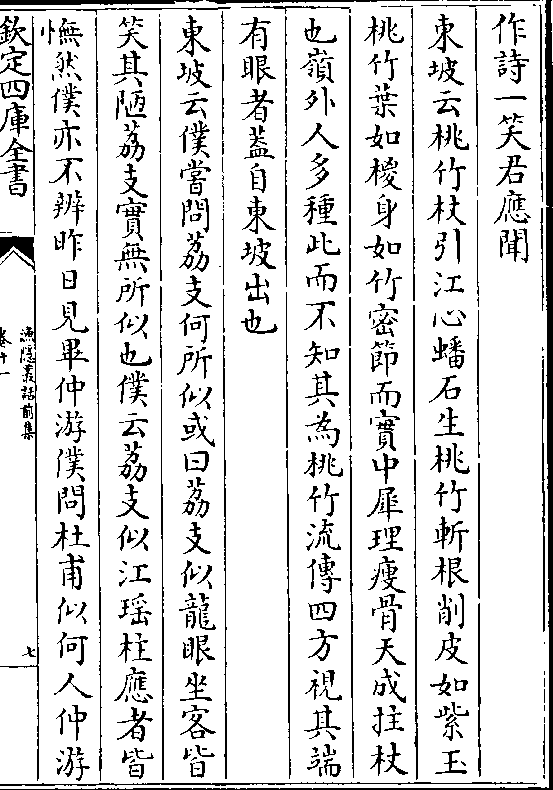 作詩一笑君應聞
東坡云桃竹杖引江心蟠石生桃竹斬根削皮如紫玉
桃竹葉如椶身如竹密節而實中犀理瘦骨天成拄杖
也嶺外人多種此而不知其為桃竹流傳四方視其端
有眼者蓋自東坡出也
東坡云僕嘗問荔支何所似或曰荔支似龍眼坐客皆
笑其陋荔支實無所似也僕云荔支似江瑤柱應者皆
憮然僕亦不辨昨日見畢仲游僕問杜甫似何人仲游
欽定四庫全書
漁隱叢話前集
卷十一
七